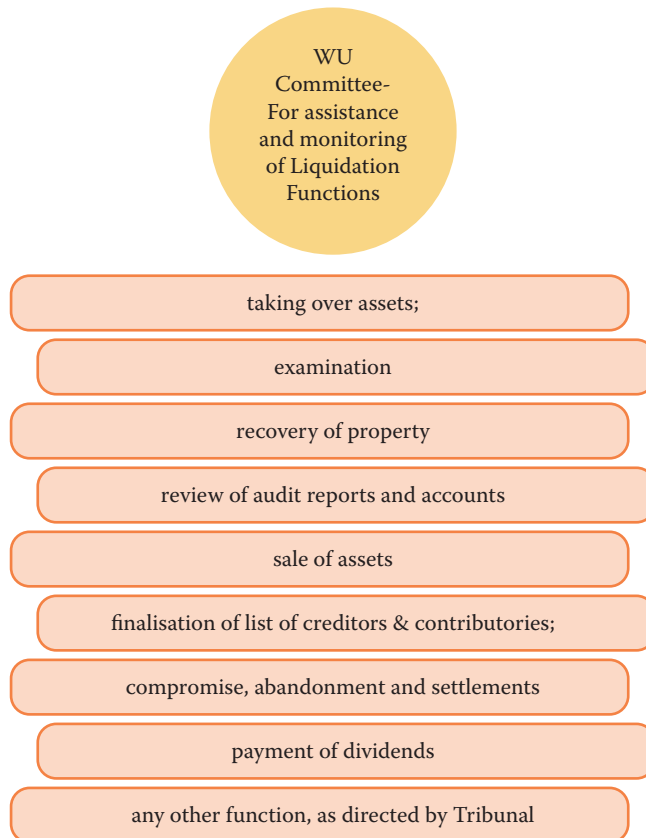 WU
Committee-
For assistance
and monitoring
of Liquidation
Functions
taking over assets;
examination
recovery of property
review of audit reports and accounts
sale of assets
finalisation of list of creditors & contributories;
compromise, abandonment and settlements
payment of dividends
any other function, as directed by Tribunal